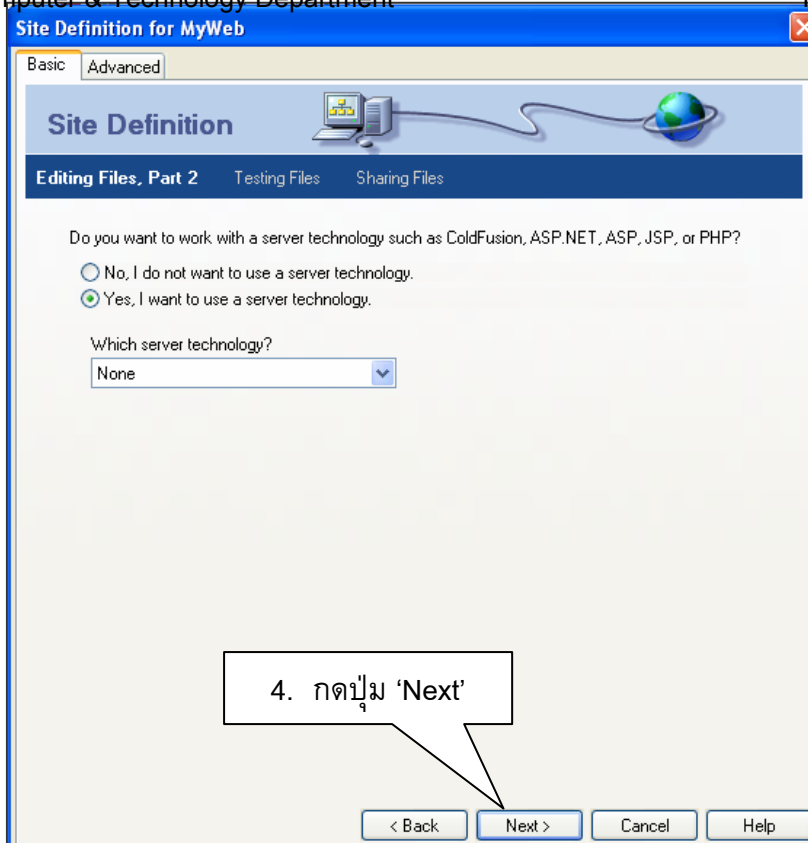 & Technology Department
Site Definition for MyWeb
Basic Advanced
Site Definition
Editing Files, Part 2 Testing Files Sharing Files
Do you want to work with a server technology such as ColdFusion, ASP.NET, ASP, JSP, or PHP?
No, I do not want to use a server technology.
Yes, I want to use a server technology.
Which server technology?
None
4. กดปุ่ม ‘Next’
< Back Next > Cancel Help